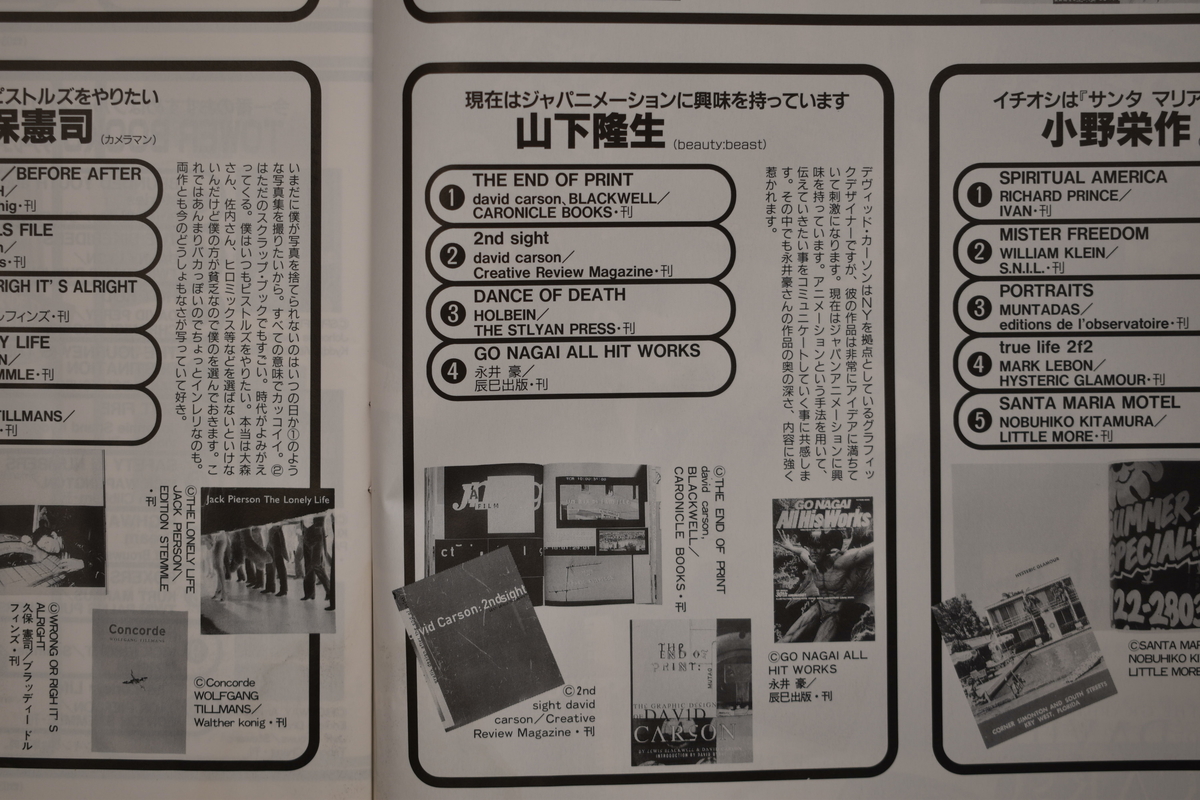 ピストルズをやりたい
保憲司 (カメラマン)
／BEFORE AFTER
H／
nig・刊
LS FILE
n／
s・刊
RIGH IT'S ALRIGHT
ルフィンズ・刊
Y LIFE
N／
MMLE・刊
TILLMANS／
・刊
いまだに僕が写真を捨てられないのはいつの日か①のよう
な写真集を撮りたいから。すべての意味でカッコイイ。②
はただのスクラップ・ブックでもすごい。時代がよみがえ
ってくる。僕はいつもピストルズをやりたい。本当は大森
さん、佐内さん、ヒロミックス等などを選ばないといけな
いんだけど僕の方が貧乏なので僕のを選んでおきます。こ
れではあんまりバカっぽいのでちょっとインレリなのも。
両作とも今のどうしょもなさが写っていて好き。
©THE LONELY LIFE
JACK PIERSON／
EDITION STEMMLE
・刊
Jack Pierson The Lonely Life
©WRONG OR RIGH IT'S
ALRIGHT
久保 憲司／ブラッディー ドル
フィンズ・刊
Concorde
WOLFGANG TILLMANS
©Concorde
WOLFGANG
TILLMANS／
Walther konig・刊
現在はジャパニメーションに興味を持っています
山下隆生 (beauty:beast)
1 THE END OF PRINT
david carson、BLACKWELL／
CARONICLE BOOKS・刊
2 2nd sight
david carson／
Creative Review Magazine・刊
3 DANCE OF DEATH
HOLBEIN／
THE STLYAN PRESS・刊
4 GO NAGAI ALL HIT WORKS
永井 豪／
辰巳出版・刊
デヴィッド・カーソンはNYを拠点としているグラフィッ
クデザイナーですが、彼の作品は非常にアイデアに満ちて
いて刺激になります。現在はジャパンアニメーションに興
味を持っています。アニメーションという手法を用いて、
伝えていきたい事をコミュニケートしていく事に共感しま
す。その中でも永井豪さんの作品の奥の深さ、内容に強く
惹かれます。
©THE END OF PRINT
david carson、
BLACKWELL／
CARONICLE BOOKS・刊
FILM
vid Carson: 2ndsight
©2nd
sight david
carson／Creative
Review Magazine・刊
THE
END OF
PRINT:
THE GRAPHIC DESIGN
DAVID
CARSON
GO NAGAI
All His Works
©GO NAGAI ALL
HIT WORKS
永井 豪／
辰巳出版・刊
イチオシは『サンタ マリア
小野栄作
1 SPIRITUAL AMERICA
RICHARD PRINCE／
IVAN・刊
2 MISTER FREEDOM
WILLIAM KLEIN／
S.N.I.L.・刊
3 PORTRAITS
MUNTADAS／
editions de l'observatoire・刊
4 true life 2f2
MARK LEBON／
HYSTERIC GLAMOUR・刊
5 SANTA MARIA MOTEL
NOBUHIKO KITAMURA／
LITTLE MORE・刊
UMMER
SPECIAL!
22-2803
HYSTERIC GLAMOUR
CORNER SIMONTON AND SOUTH STREETS
KEY WEST, FLORIDA
©SANTA MAR
NOBUHIKO KI
LITTLE MORE